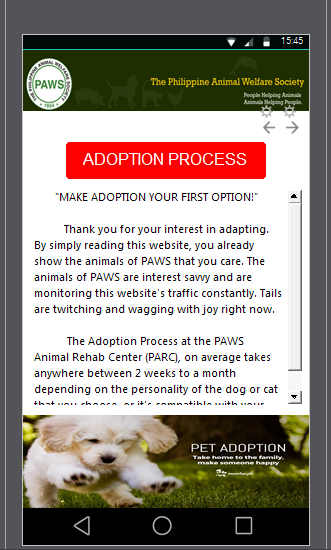 15:45
THE PHILIPPINE ANIMAL WELFARE SOCIETY
PAWS
1954
The Philippine Animal Welfare Society
People Helping Animals
Animals Helping People.
ADOPTION PROCESS
"MAKE ADOPTION YOUR FIRST OPTION!"
Thank you for your interest in adapting.
By simply reading this website, you already
show the animals of PAWS that you care. The
animals of PAWS are interest savvy and are
monitoring this website's traffic constantly. Tails
are twitching and wagging with joy right now.
The Adoption Process at the PAWS
Animal Rehab Center (PARC), on average takes
anywhere between 2 weeks to a month
depending on the personality of the dog or cat
that you choose, or it's compatible with your
PET ADOPTION
Take home to the family,
make someone happy